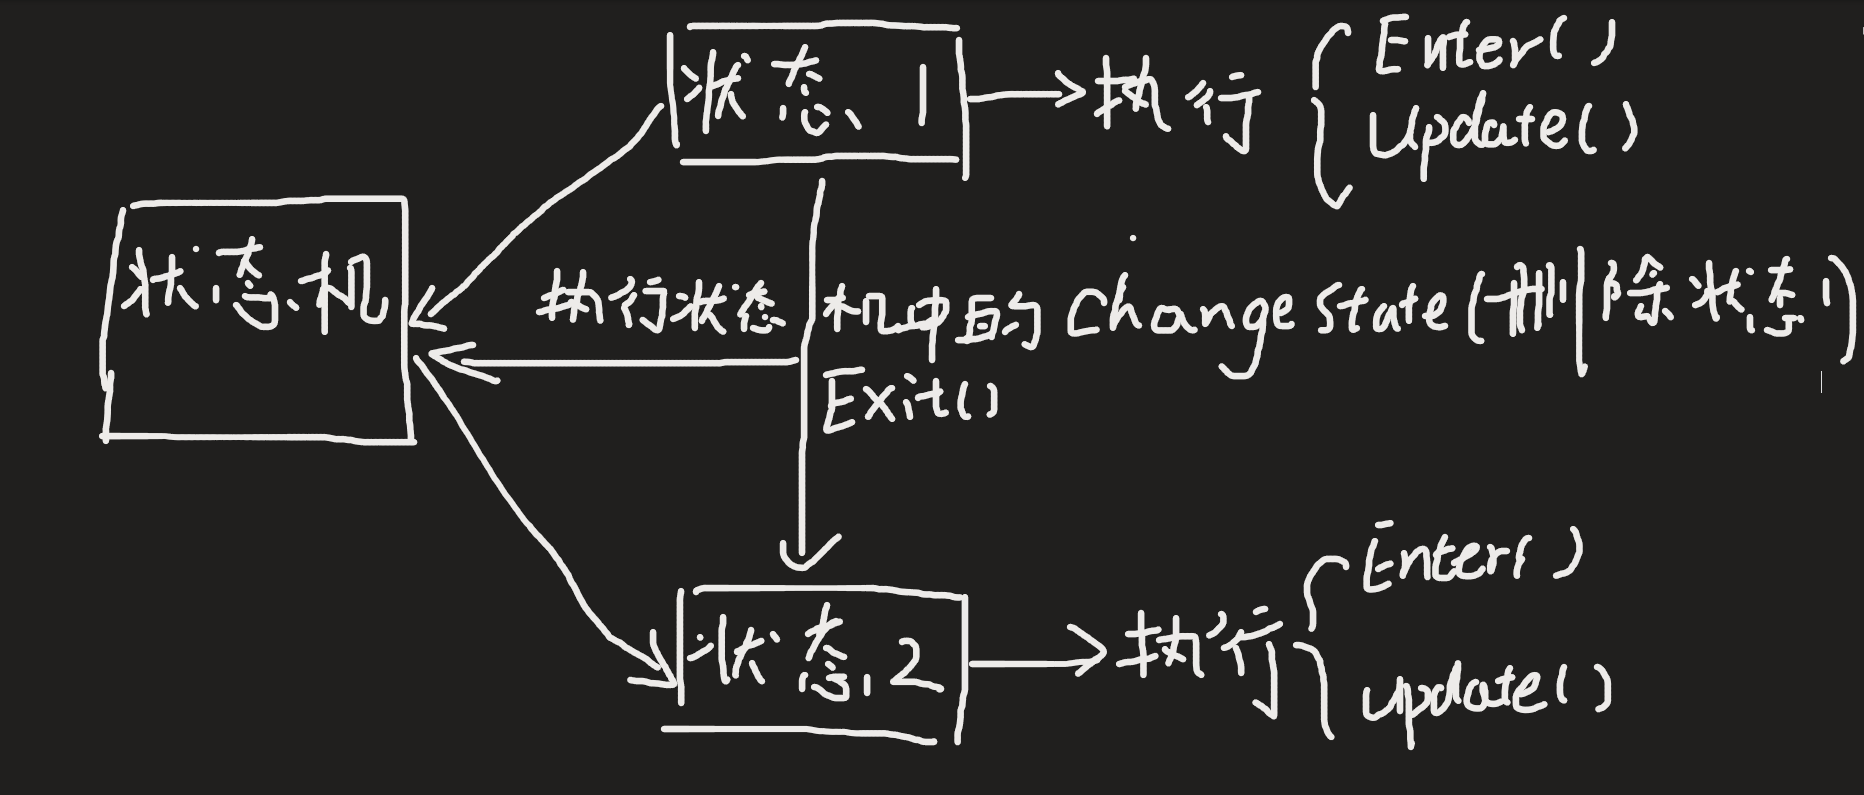 状态1
执行
Enter()
Update()
状态机
执行状态机中的 Change State (删除状态1)
Exit()
状态2
执行
Enter()
update()